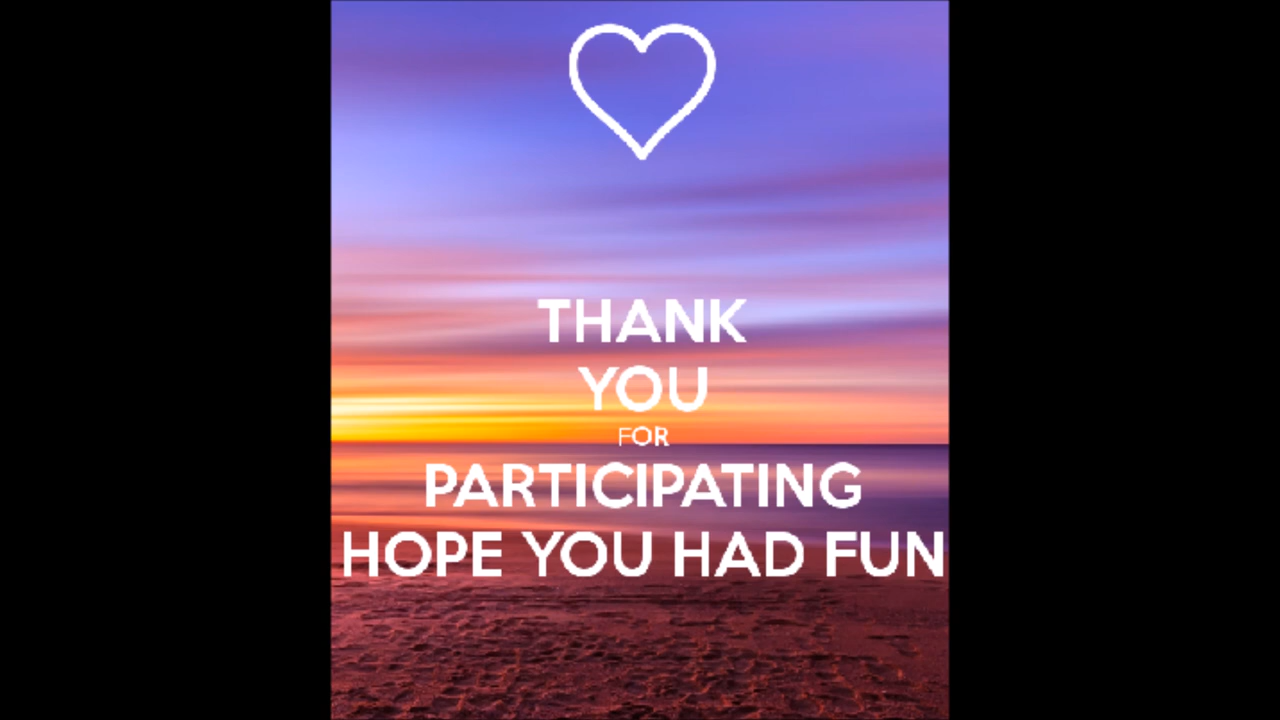 THANK
YOU
FOR
PARTICIPATING
HOPE YOU HAD FUN